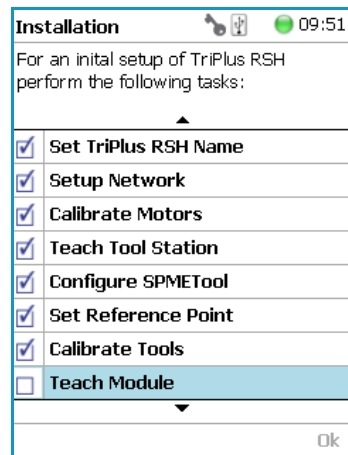 Installation 09:51
For an inital setup of TriPlus RSH
perform the following tasks:
Set TriPlus RSH Name
Setup Network
Calibrate Motors
Teach Tool Station
Configure SPMETool
Set Reference Point
Calibrate Tools
Teach Module
Ok